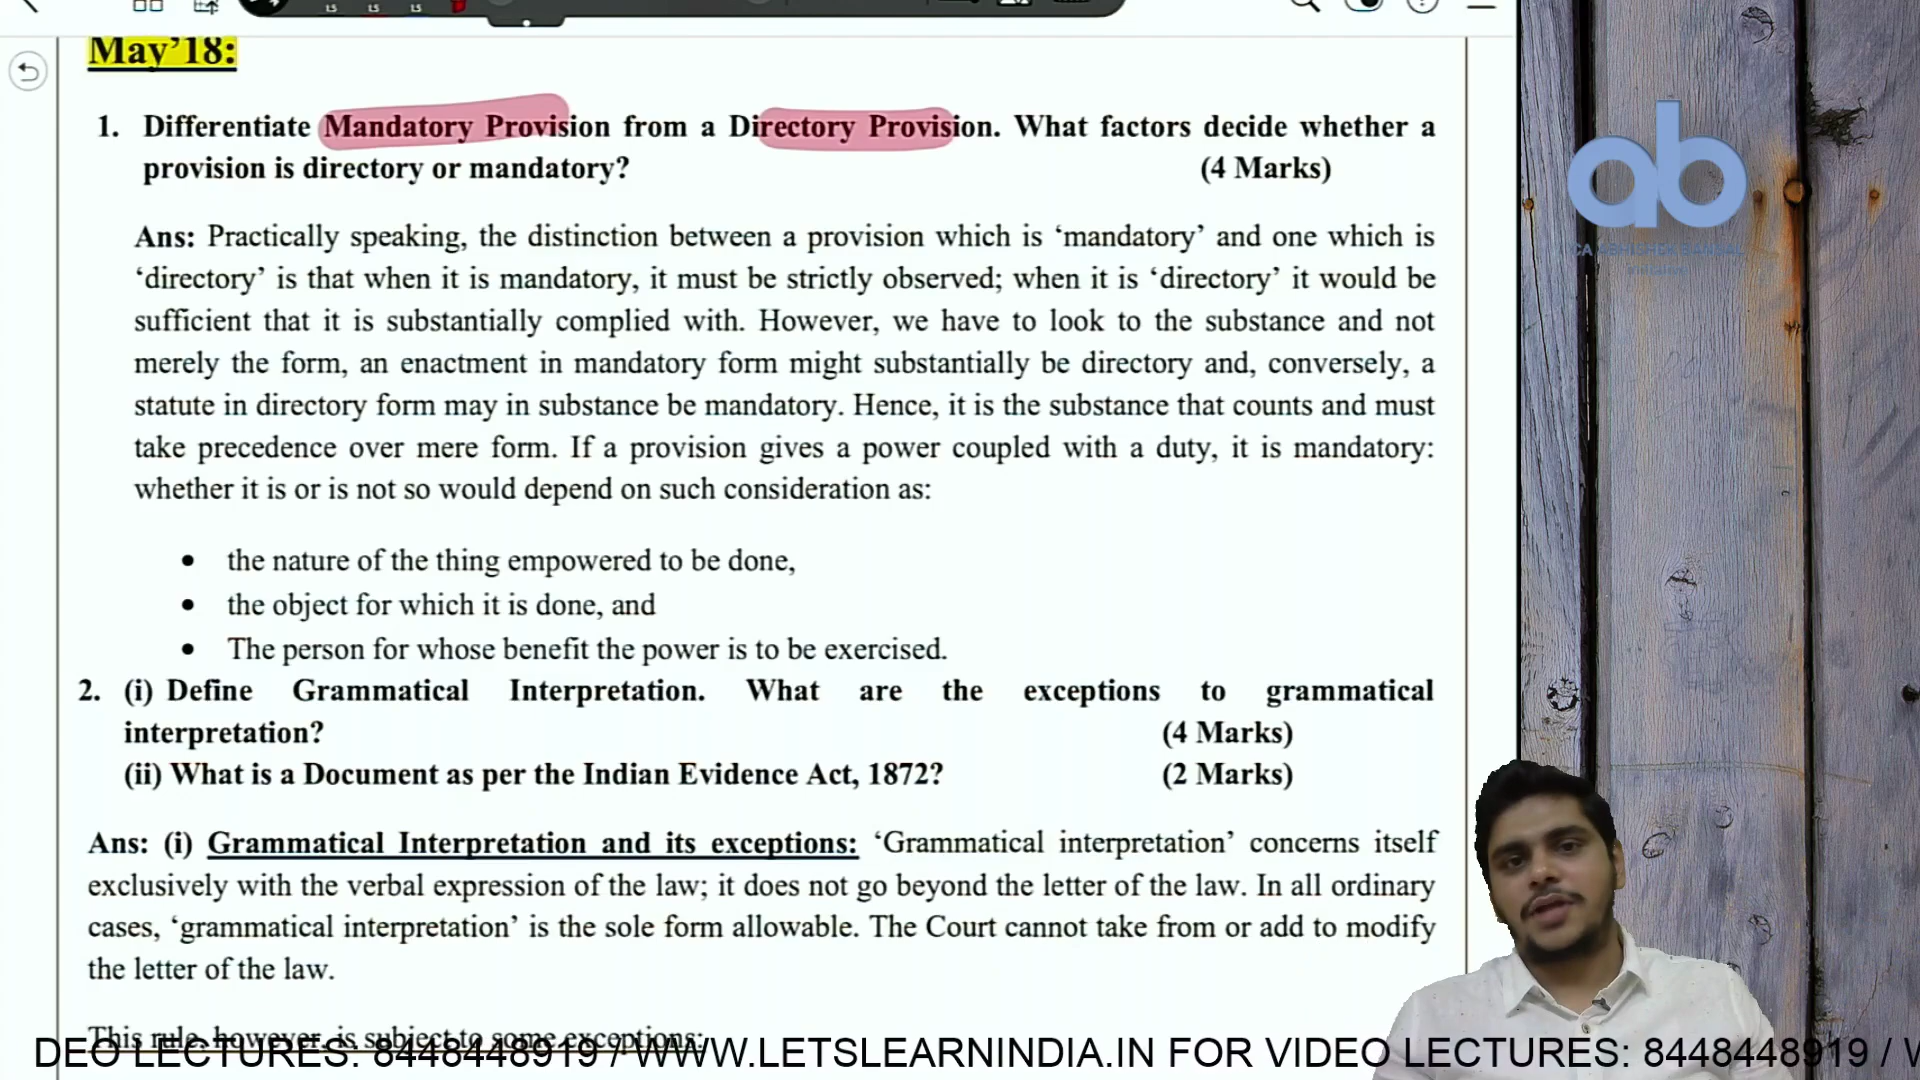 1.5 1.5 1.5
May’18:
1. Differentiate Mandatory Provision from a Directory Provision. What factors decide whether a
provision is directory or mandatory? (4 Marks)
Ans: Practically speaking, the distinction between a provision which is ‘mandatory’ and one which is
‘directory’ is that when it is mandatory, it must be strictly observed; when it is ‘directory’ it would be
sufficient that it is substantially complied with. However, we have to look to the substance and not
merely the form, an enactment in mandatory form might substantially be directory and, conversely, a
statute in directory form may in substance be mandatory. Hence, it is the substance that counts and must
take precedence over mere form. If a provision gives a power coupled with a duty, it is mandatory:
whether it is or is not so would depend on such consideration as:
• the nature of the thing empowered to be done,
• the object for which it is done, and
• The person for whose benefit the power is to be exercised.
2. (i) Define Grammatical Interpretation. What are the exceptions to grammatical
interpretation? (4 Marks)
(ii) What is a Document as per the Indian Evidence Act, 1872? (2 Marks)
Ans: (i) Grammatical Interpretation and its exceptions: ‘Grammatical interpretation’ concerns itself
exclusively with the verbal expression of the law; it does not go beyond the letter of the law. In all ordinary
cases, ‘grammatical interpretation’ is the sole form allowable. The Court cannot take from or add to modify
the letter of the law.
This rule, however, is subject to some exceptions:
DEO LECTURES: 8448448919 / WWW.LETSLEARNINDIA.IN FOR VIDEO LECTURES: 8448448919 / W
ab